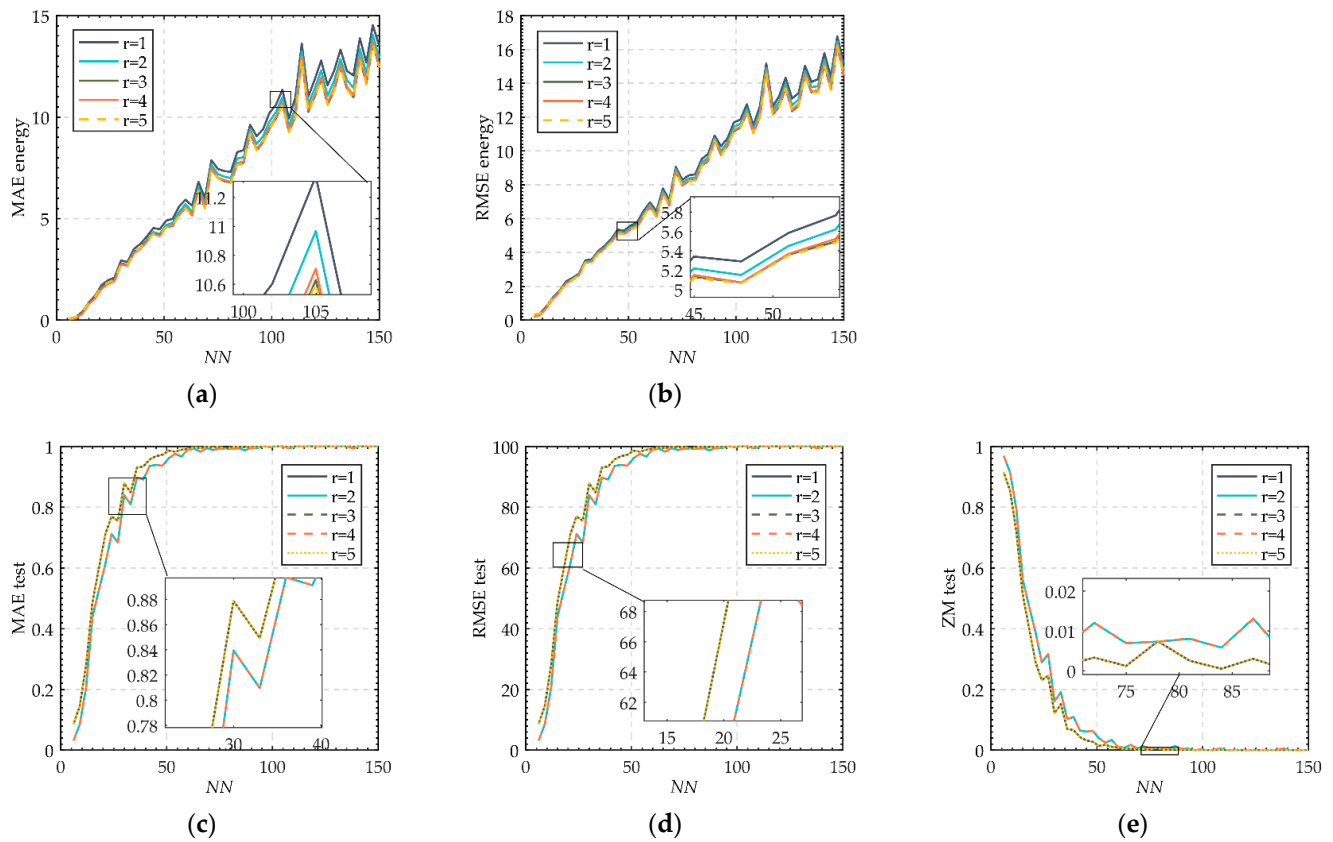 15
10
5
0
MAE energy
r=1
r=2
r=3
r=4
r=5
11.2
11
10.8
10.6
100
105
0 50 100 150
NN
(a)
18
16
14
12
10
8
6
4
2
0
RMSE energy
r=1
r=2
r=3
r=4
r=5
5.8
5.6
5.4
5.2
5
45
50
0 50 100 150
NN
(b)
1
0.8
0.6
0.4
0.2
0
MAE test
r=1
r=2
r=3
r=4
r=5
0.88
0.86
0.84
0.82
0.8
0.78
30
40
0 50 100 150
NN
(c)
100
80
60
40
20
0
RMSE test
r=1
r=2
r=3
r=4
r=5
68
66
64
62
15 20 25
0 50 100 150
NN
(d)
1
0.8
0.6
0.4
0.2
0
ZM test
r=1
r=2
r=3
r=4
r=5
0.02
0.01
0
75 80 85
0 50 100 150
NN
(e)